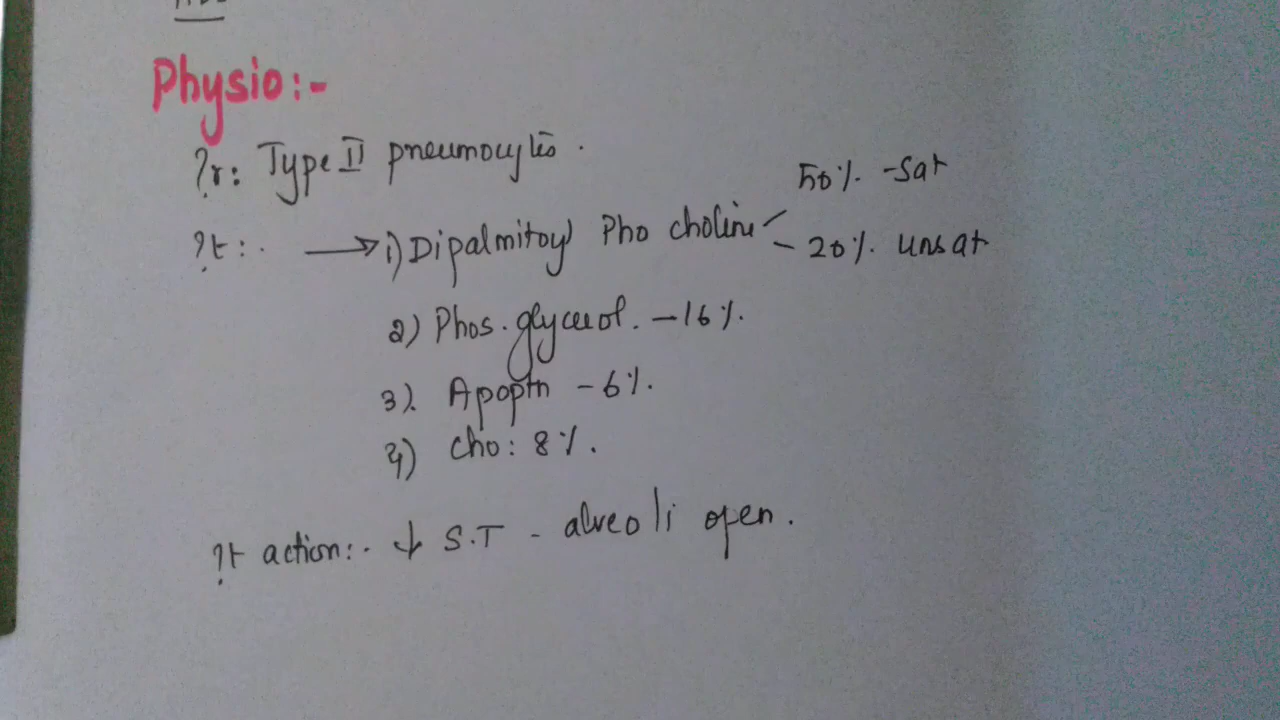 Physio:-
?r: Type II pneumocytes.
50% -sat
?t:. → 1) Dipalmitoyl Pho choline
- 20% unsat
2) Phos. glycerol. -16%.
3). Apoptn -6%.
4) cho: 8%.
?t action:. ↓ S.T - alveoli open.